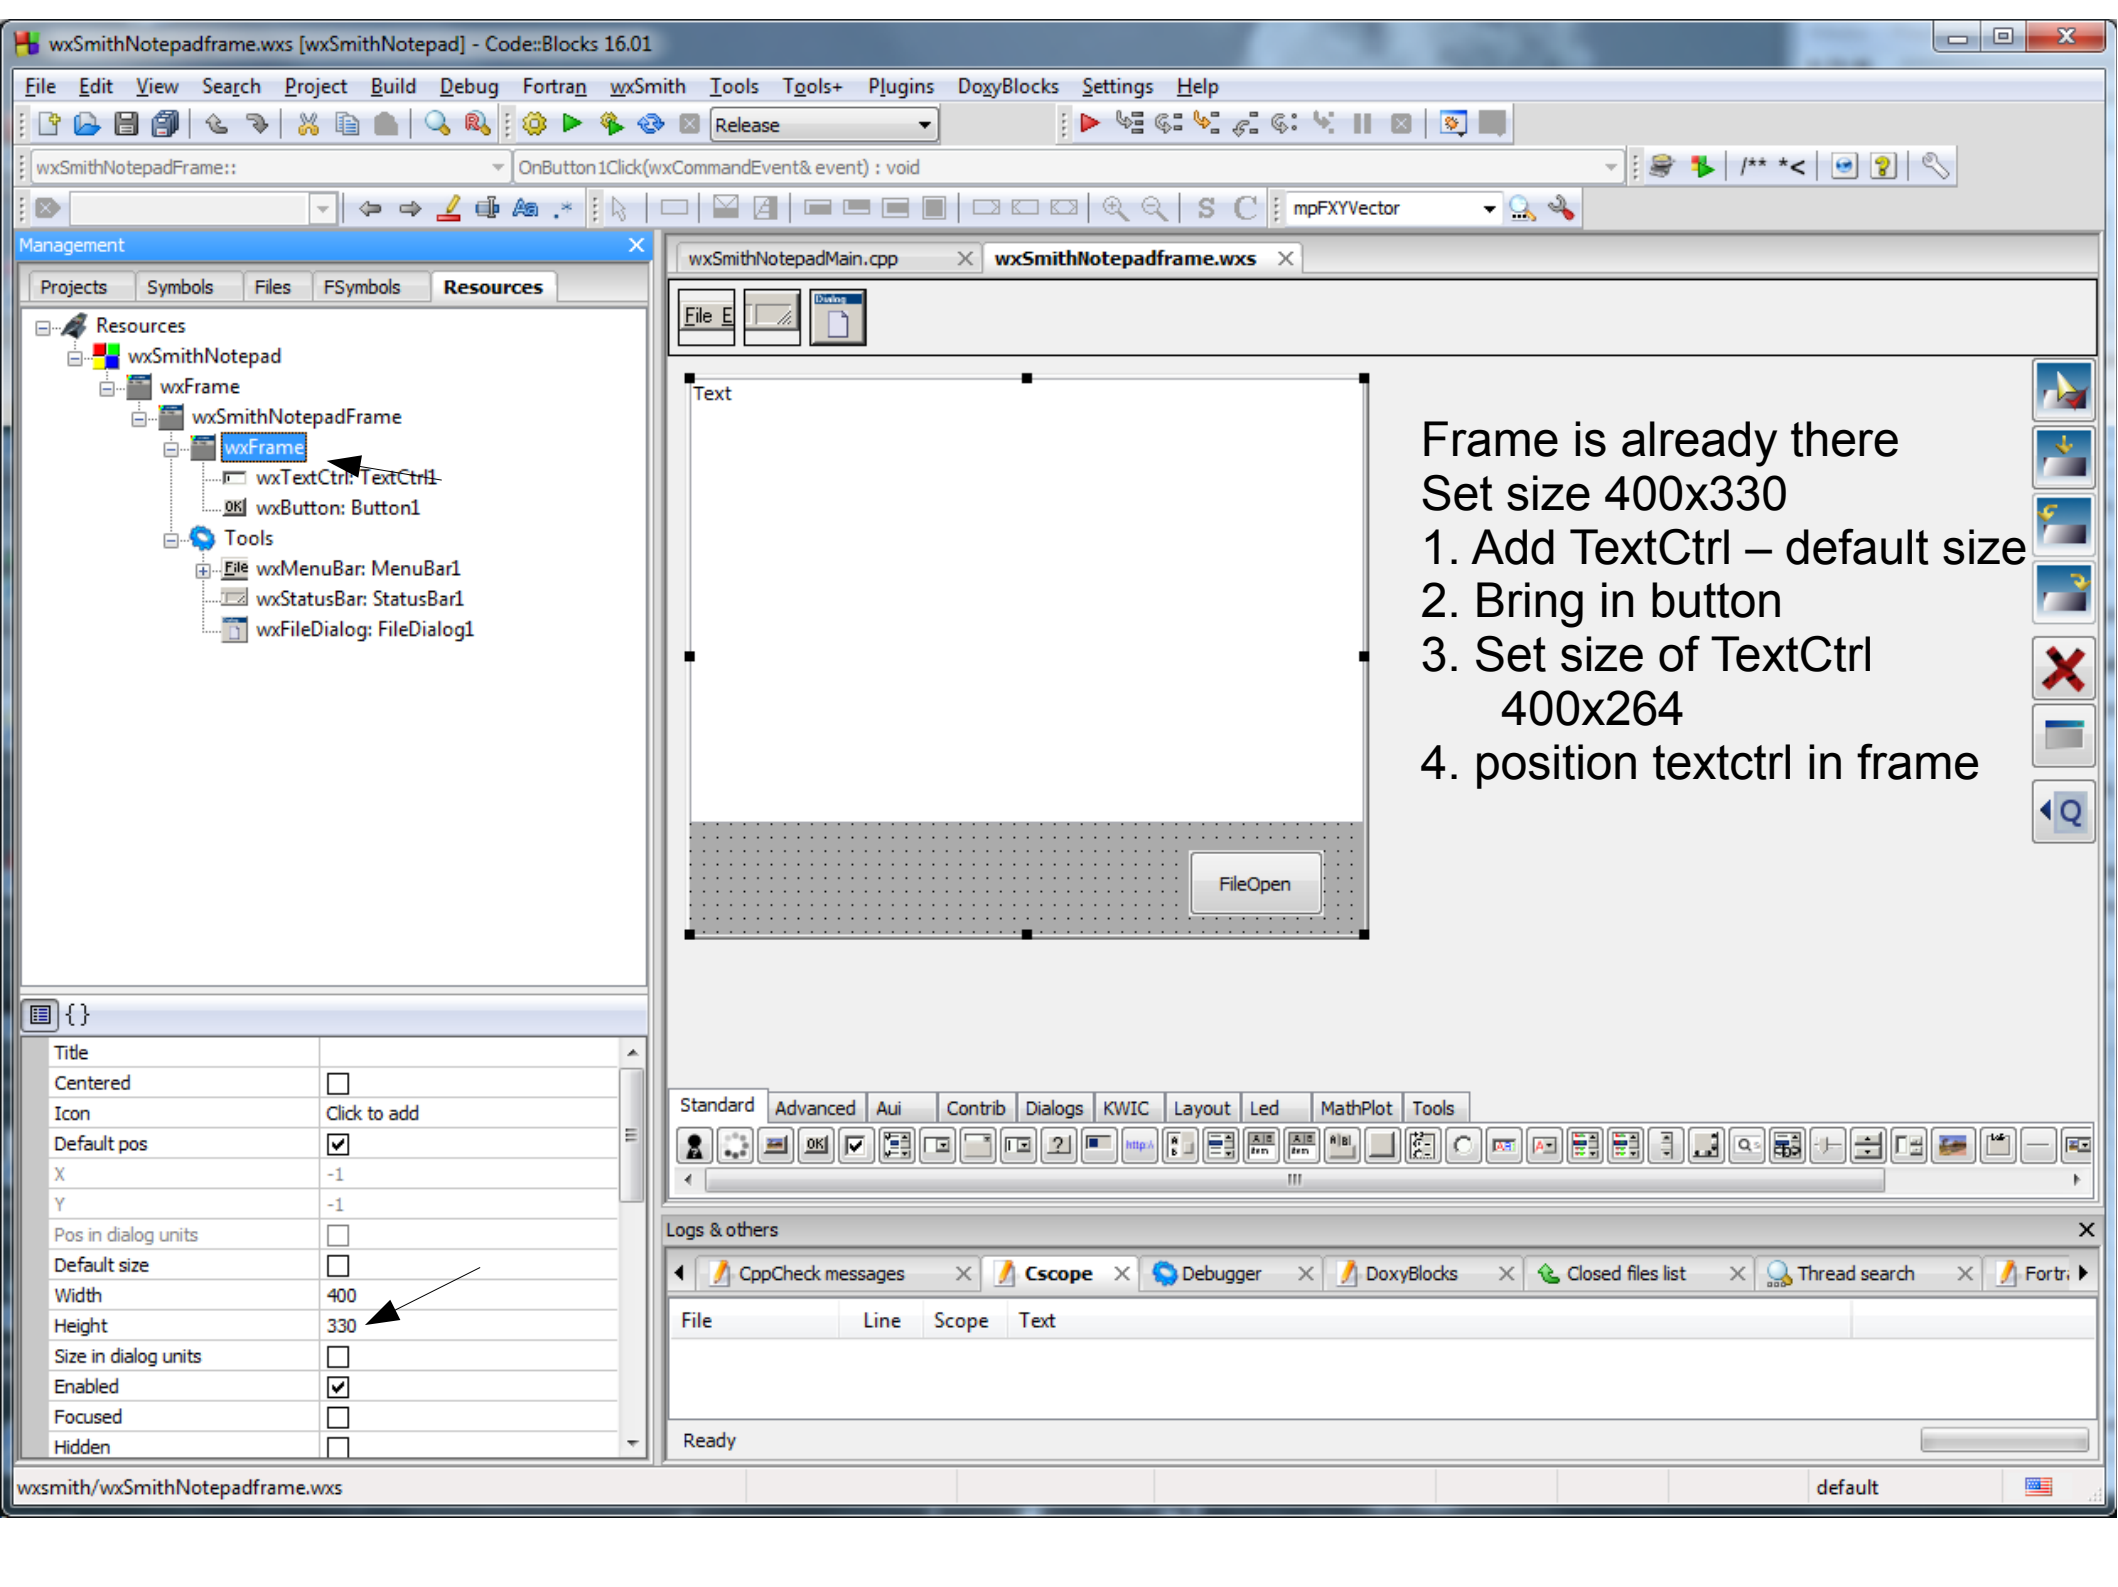 wxSmithNotepadframe.wxs [wxSmithNotepad] - Code::Blocks 16.01
File Edit View Search Project Build Debug Fortran wxSmith Tools Tools+ Plugins DoxyBlocks Settings Help
Release
wxSmithNotepadFrame:: OnButton1Click(wxCommandEvent& event) : void /** *<
Aa .* S C mpFXYVector
Management
wxSmithNotepadMain.cpp wxSmithNotepadframe.wxs
Projects Symbols Files FSymbols Resources
File E Dialog
Resources
wxSmithNotepad
wxFrame
wxSmithNotepadFrame
wxFrame
wxTextCtrl: TextCtrl1
OK wxButton: Button1
Tools
File wxMenuBar: MenuBar1
wxStatusBar: StatusBar1
wxFileDialog: FileDialog1
Text
FileOpen
Frame is already there
Set size 400x330
1. Add TextCtrl – default size
2. Bring in button
3. Set size of TextCtrl
400x264
4. position textctrl in frame
Q
{}
Title
Centered
Icon Click to add
Default pos
X -1
Y -1
Pos in dialog units
Default size
Width 400
Height 330
Size in dialog units
Enabled
Focused
Hidden
Standard Advanced Aui Contrib Dialogs KWIC Layout Led MathPlot Tools
OK
Logs & others
CppCheck messages Cscope Debugger DoxyBlocks Closed files list Thread search Fortr
File Line Scope Text
Ready
wxsmith/wxSmithNotepadframe.wxs default